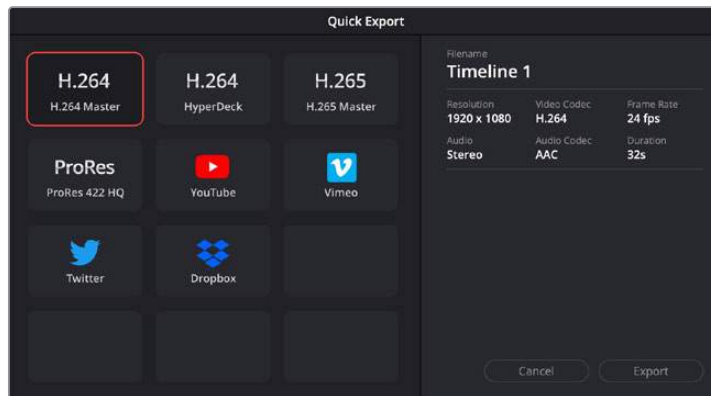 Quick Export
H.264
H.264 Master
H.264
HyperDeck
H.265
H.265 Master
ProRes
ProRes 422 HQ
YouTube
Vimeo
Twitter
Dropbox
Filename
Timeline 1
Resolution Video Codec Frame Rate
1920 x 1080 H.264 24 fps
Audio Audio Codec Duration
Stereo AAC 32s
Cancel Export